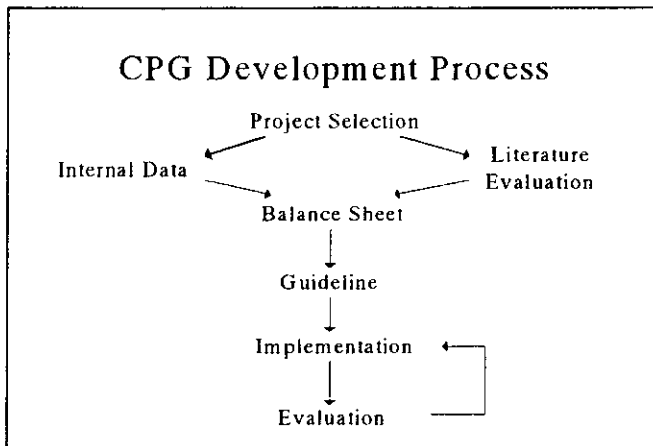 CPG Development Process
Project Selection
Internal Data
Literature
Evaluation
Balance Sheet
Guideline
Implementation
Evaluation